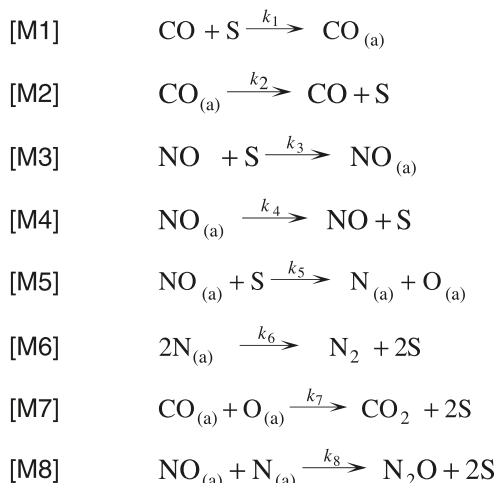 [M1] CO + S —k₁→ CO₍ₐ₎
[M2] CO₍ₐ₎ —k₂→ CO + S
[M3] NO + S —k₃→ NO₍ₐ₎
[M4] NO₍ₐ₎ —k₄→ NO + S
[M5] NO₍ₐ₎ + S —k₅→ N₍ₐ₎ + O₍ₐ₎
[M6] 2N₍ₐ₎ —k₆→ N₂ + 2S
[M7] CO₍ₐ₎ + O₍ₐ₎ —k₇→ CO₂ + 2S
[M8] NO₍ₐ₎ + N₍ₐ₎ —k₈→ N₂O + 2S